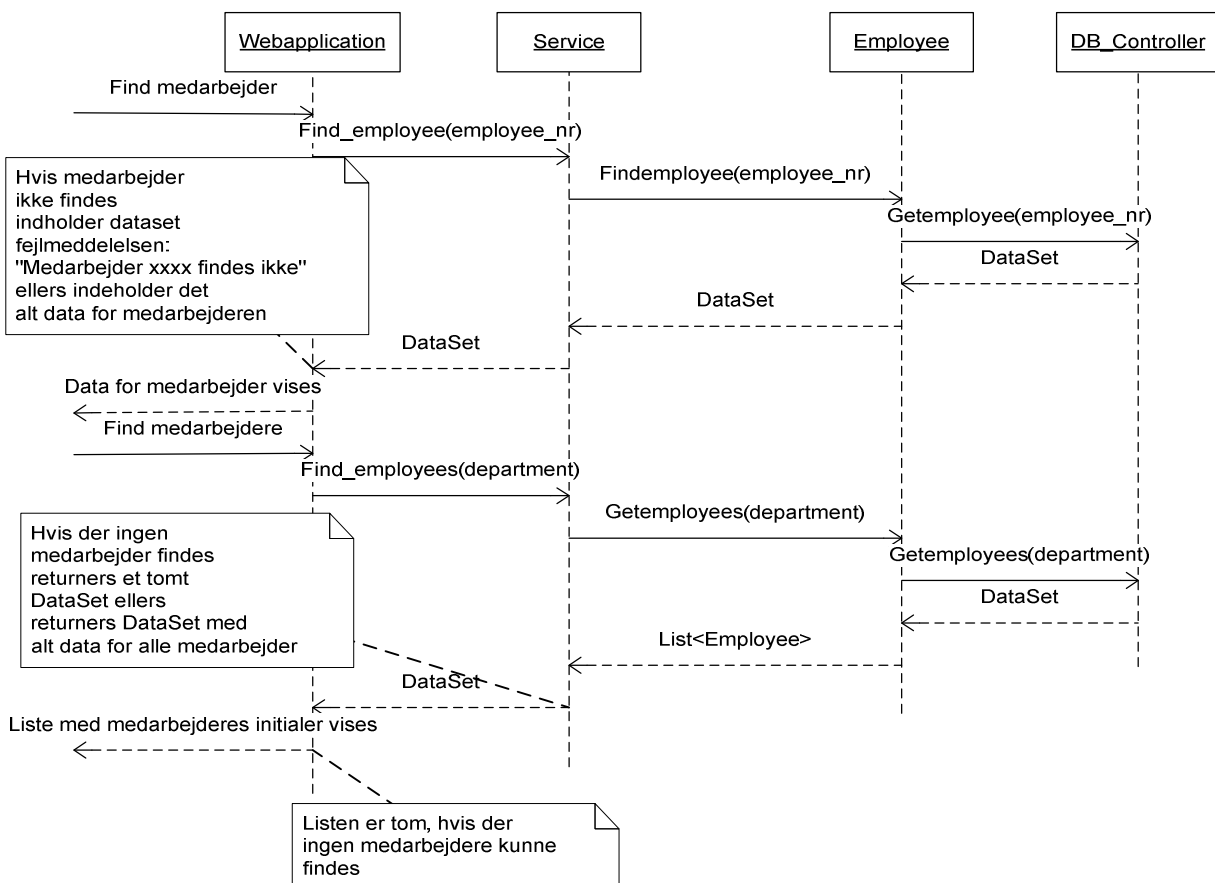 Webapplication
Service
Employee
DB_Controller
Find medarbejder
Find_employee(employee_nr)
Hvis medarbejder
ikke findes
indholder dataset
fejlmeddelelsen:
"Medarbejder xxxx findes ikke"
ellers indeholder det
alt data for medarbejderen
Findemployee(employee_nr)
Getemployee(employee_nr)
DataSet
DataSet
DataSet
Data for medarbejder vises
Find medarbejdere
Find_employees(department)
Getemployees(department)
Hvis der ingen
medarbejder findes
returners et tomt
DataSet ellers
returners DataSet med
alt data for alle medarbejder
Getemployees(department)
DataSet
List<Employee>
DataSet
Liste med medarbejderes initialer vises
Listen er tom, hvis der
ingen medarbejdere kunne
findes